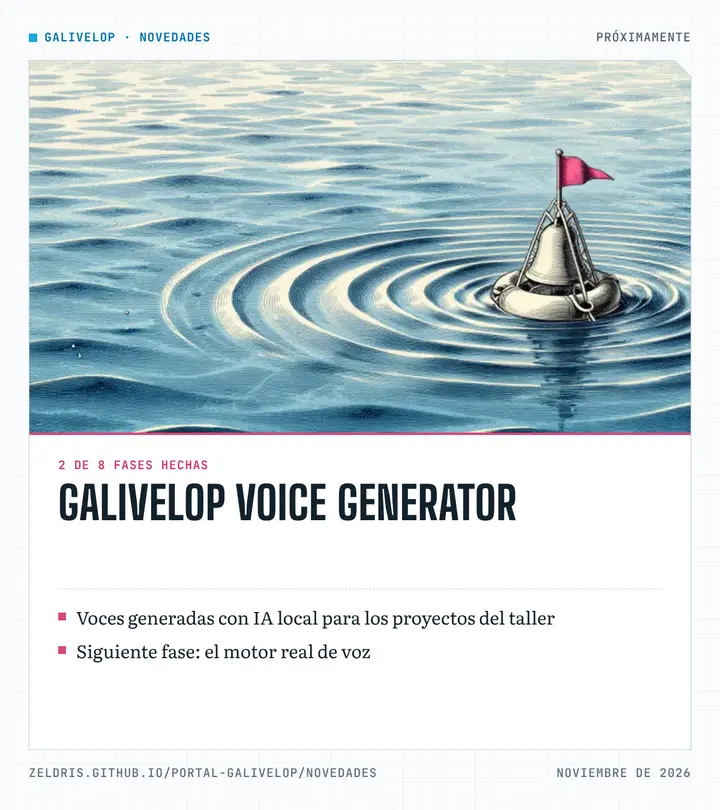 GALIVELOP · NOVEDADES
PRÓXIMAMENTE
2 DE 8 FASES HECHAS
GALIVELOP VOICE GENERATOR
Voces generadas con IA local para los proyectos del taller
Siguiente fase: el motor real de voz
ZELDRIS.GITHUB.IO/PORTAL-GALIVELOP/NOVEDADES
NOVIEMBRE DE 2026